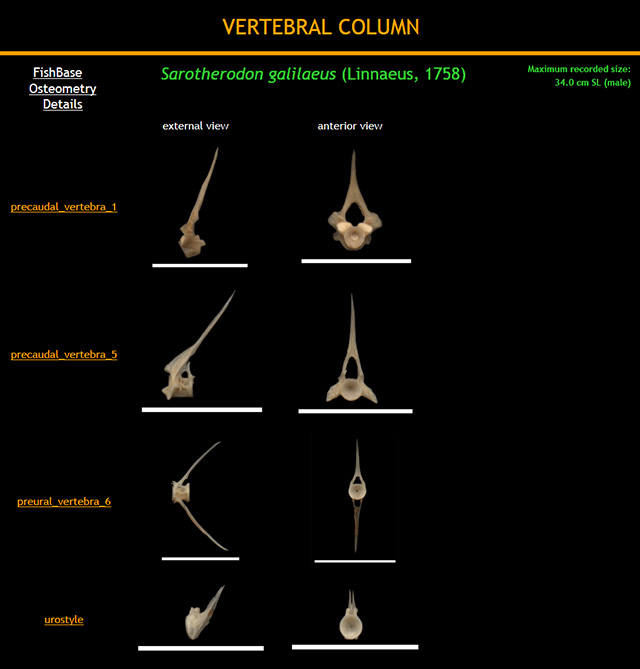 VERTEBRAL COLUMN
FishBase
Osteometry
Details
Sarotherodon galilaeus (Linnaeus, 1758)
Maximum recorded size:
34.0 cm SL (male)
external view
anterior view
precaudal_vertebra_1
precaudal_vertebra_5
preural_vertebra_6
urostyle